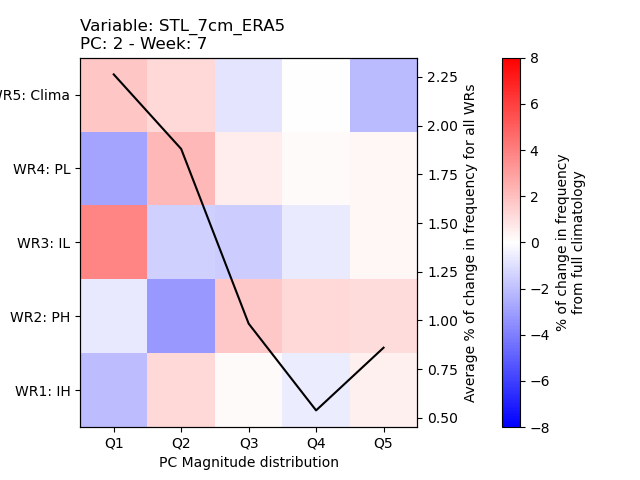 Variable: STL_7cm_ERA5
PC: 2 - Week: 7
WR5: Clima
WR4: PL
WR3: IL
WR2: PH
WR1: IH
Q1 Q2 Q3 Q4 Q5
PC Magnitude distribution
2.25
2.00
1.75
1.50
1.25
1.00
0.75
0.50
Average % of change in frequency for all WRs
8
6
4
2
0
−2
−4
−6
−8
% of change in frequency
from full climatology